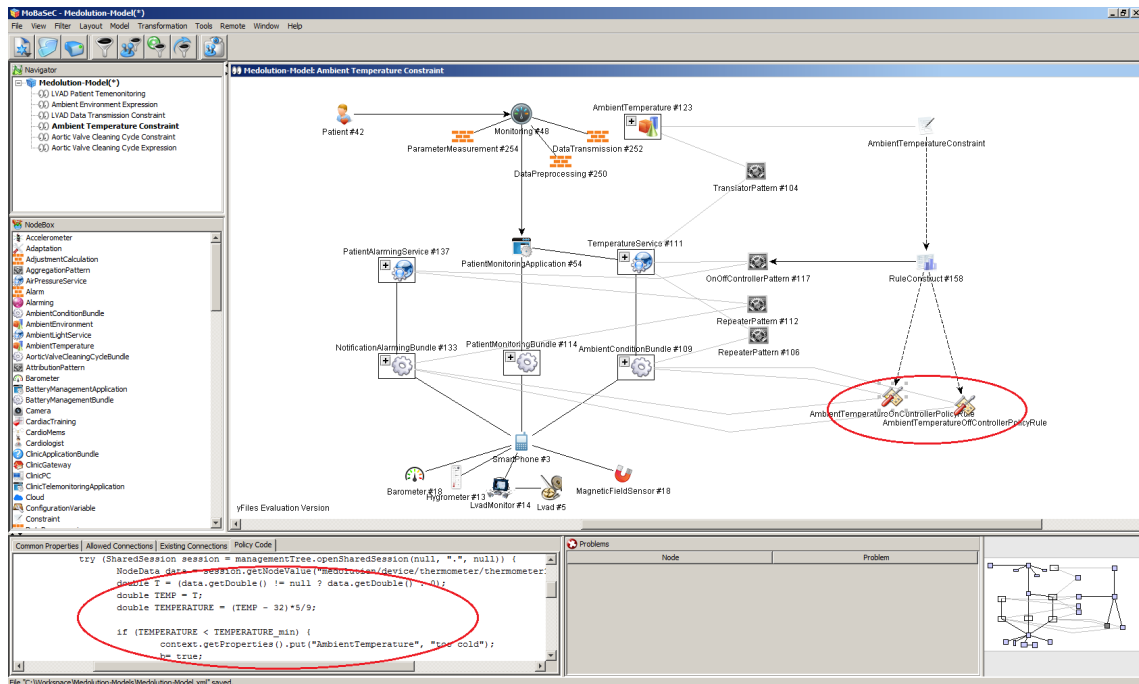 MoBaSeC - Medolution-Model(*)
File View Filter Layout Model Transformation Tools Remote Window Help
Navigator
Medolution-Model(*)
LVAD Patient Temenonitoring
Ambient Environment Expression
LVAD Data Transmission Constraint
Ambient Temperature Constraint
Aortic Valve Cleaning Cycle Constraint
Aortic Valve Cleaning Cycle Expression
NodeBox
Accelerometer
Adaptation
AdjustmentCalculation
AggregationPattern
AirPressureService
Alarm
Alarming
AmbientConditionBundle
AmbientEnvironment
AmbientLightService
AmbientTemperature
AorticValveCleaningCycleBundle
AttributionPattern
Barometer
BatteryManagementApplication
BatteryManagementBundle
Camera
CardiacTraining
CardioMems
Cardiologist
ClinicApplicationBundle
ClinicGateway
ClinicPC
ClinicTelemonitoringApplication
Cloud
ConfigurationVariable
Constraint
Medolution-Model: Ambient Temperature Constraint
Patient #42
Monitoring #48
AmbientTemperature #123
ParameterMeasurement #254
DataTransmission #252
DataPreprocessing #250
AmbientTemperatureConstraint
TranslatorPattern #104
PatientAlarmingService #137
PatientMonitoringApplication #54
TemperatureService #111
OnOffControllerPattern #117
RuleConstruct #158
RepeaterPattern #112
RepeaterPattern #106
NotificationAlarmingBundle #133
PatientMonitoringBundle #114
AmbientConditionBundle #109
AmbientTemperatureOnControllerPolicyRule
AmbientTemperatureOffControllerPolicyRule
SmartPhone #3
Barometer #18
Hygrometer #13
LvadMonitor #14
Lvad #5
MagneticFieldSensor #18
yFiles Evaluation Version
Common Properties Allowed Connections Existing Connections Policy Code
try (SharedSession session = managementTree.openSharedSession(null, ".", null)) {
NodeData data = session.getNodeValue("medolution/device/thermometer/thermometer
double T = (data.getDouble() != null ? data.getDouble() : 0);
double TEMP = T;
double TEMPERATURE = (TEMP - 32)*5/9;
if (TEMPERATURE < TEMPERATURE_min) {
context.getProperties().put("AmbientTemperature", "too cold");
b= true;
Problems
Node Problem
File "C:\Workspace\Medolution-Models\Medolution-Model.xml" saved